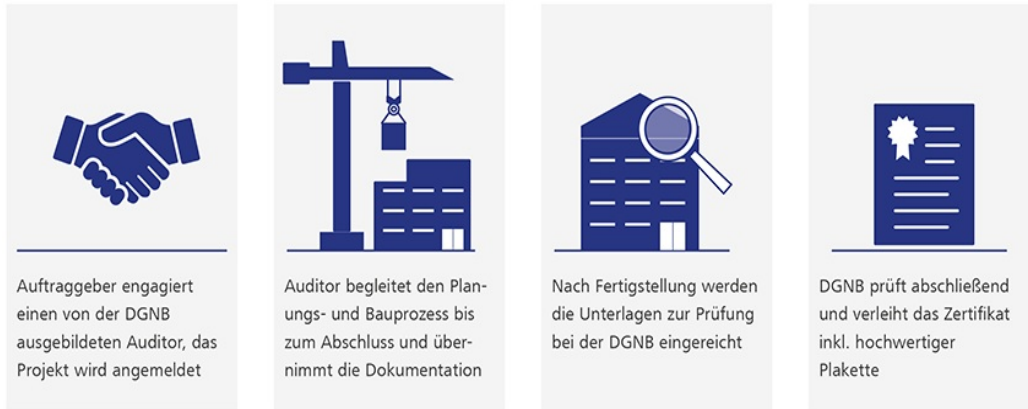 Auftraggeber engagiert
einen von der DGNB
ausgebildeten Auditor, das
Projekt wird angemeldet
Auditor begleitet den Plan-
ungs- und Bauprozess bis
zum Abschluss und über-
nimmt die Dokumentation
Nach Fertigstellung werden
die Unterlagen zur Prüfung
bei der DGNB eingereicht
DGNB prüft abschließend
und verleiht das Zertifikat
inkl. hochwertiger
Plakette